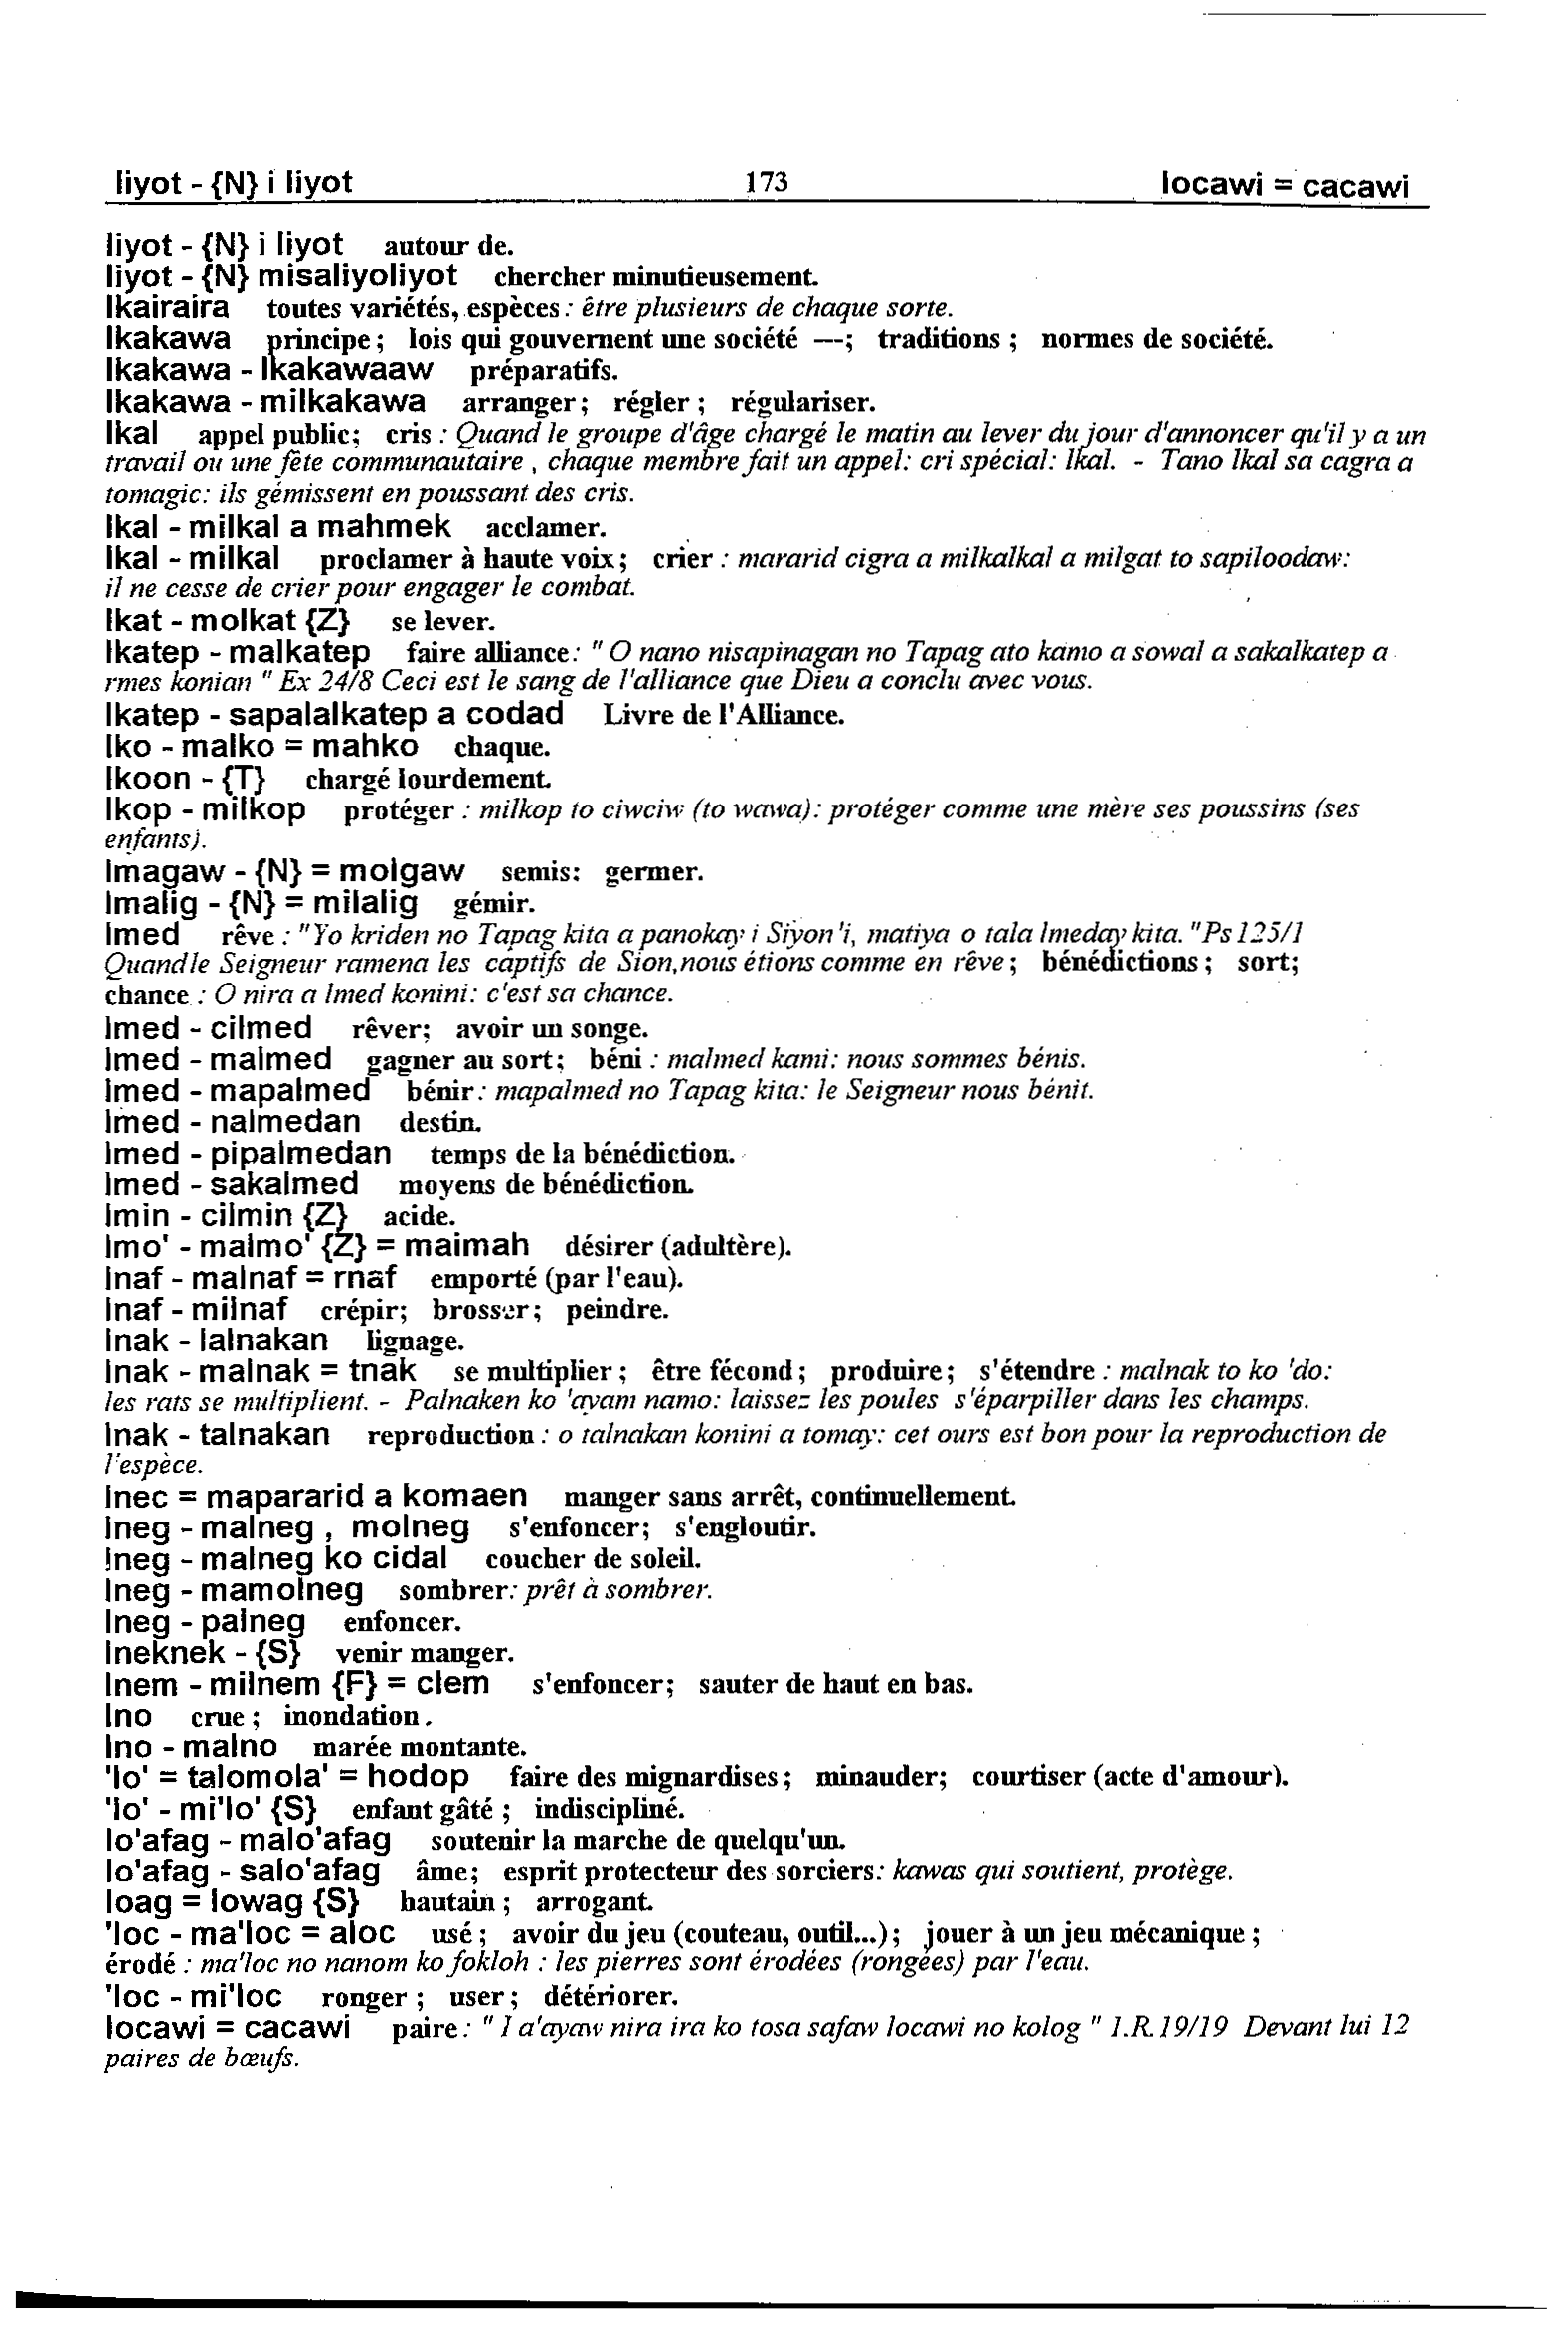 liyot - {N} i liyot 173 locawi = cacawi
liyot - {N} i liyot autour de.
liyot - {N} misaliyoliyot chercher minutieusement.
lkairaira toutes variétés, espèces : être plusieurs de chaque sorte.
lkakawa principe ; lois qui gouvernent une société —; traditions ; normes de société.
lkakawa - lkakawaaw préparatifs.
lkakawa - milkakawa arranger ; régler ; régulariser.
lkal appel public; cris : Quand le groupe d'âge chargé le matin au lever du jour d'annoncer qu'il y a un
travail ou une fête communautaire , chaque membre fait un appel: cri spécial: lkal. - Tano lkal sa cagra a
tomagic: ils gémissent en poussant des cris.
lkal - milkal a mahmek acclamer.
lkal - milkal proclamer à haute voix ; crier : mararid cigra a milkalkal a milgat to sapiloodaw:
il ne cesse de crier pour engager le combat.
lkat - molkat {Z} se lever.
lkatep - malkatep faire alliance: " O nano nisapinagan no Tapag ato kamo a sowal a sakalkatep a
rmes konian " Ex 24/8 Ceci est le sang de l'alliance que Dieu a conclu avec vous.
lkatep - sapalalkatep a codad Livre de l'Alliance.
lko - malko = mahko chaque.
lkoon - {T} chargé lourdement.
lkop - milkop protéger : milkop to ciwciw (to wawa): protéger comme une mère ses poussins (ses
enfants).
lmagaw - {N} = molgaw semis: germer.
lmalig - {N} = milalig gémir.
lmed rêve : "Yo kriden no Tapag kita a panokay i Siyon'i, matiya o tala lmeday kita. "Ps 125/1
Quand le Seigneur ramena les captifs de Sion,nous étions comme en rêve ; bénédictions ; sort;
chance : O nira a lmed konini: c'est sa chance.
lmed - cilmed rêver; avoir un songe.
lmed - malmed gagner au sort ; béni : malmed kami: nous sommes bénis.
lmed - mapalmed bénir : mapalmed no Tapag kita: le Seigneur nous bénit.
lmed - nalmedan destin.
lmed - pipalmedan temps de la bénédiction.
lmed - sakalmed moyens de bénédiction.
lmin - cilmin {Z} acide.
lmo' - malmo' {Z} = maimah désirer (adultère).
lnaf - malnaf = rnaf emporté (par l'eau).
lnaf - milnaf crépir; brosser ; peindre.
lnak - lalnakan lignage.
lnak - malnak = tnak se multiplier ; être fécond ; produire ; s'étendre : malnak to ko 'do:
les rats se multiplient. - Palnaken ko 'ayam namo: laissez les poules s'éparpiller dans les champs.
lnak - talnakan reproduction : o talnakan konini a tomay: cet ours est bon pour la reproduction de
l'espèce.
lnec = mapararid a komaen manger sans arrêt, continuellement.
lneg - malneg , molneg s'enfoncer; s'engloutir.
lneg - malneg ko cidal coucher de soleil.
lneg - mamolneg sombrer: prêt à sombrer.
lneg - palneg enfoncer.
lneknek - {S} venir manger.
lnem - milnem {F} = clem s'enfoncer; sauter de haut en bas.
lno crue ; inondation .
lno - malno marée montante.
'lo' = talomola' = hodop faire des mignardises ; minauder; courtiser (acte d'amour).
'lo' - mi'lo' {S} enfant gâté ; indiscipliné.
lo'afag - malo'afag soutenir la marche de quelqu'un.
lo'afag - salo'afag âme; esprit protecteur des sorciers: kawas qui soutient, protège.
loag = lowag {S} hautain ; arrogant.
'loc - ma'loc = aloc usé ; avoir du jeu (couteau, outil...) ; jouer à un jeu mécanique ;
érodé : ma'loc no nanom ko fokloh : les pierres sont érodées (rongées) par l'eau.
'loc - mi'loc ronger ; user ; détériorer.
locawi = cacawi paire : " I a'ayaw nira ira ko tosa safaw locawi no kolog " 1.R.19/19 Devant lui 12
paires de bœufs.